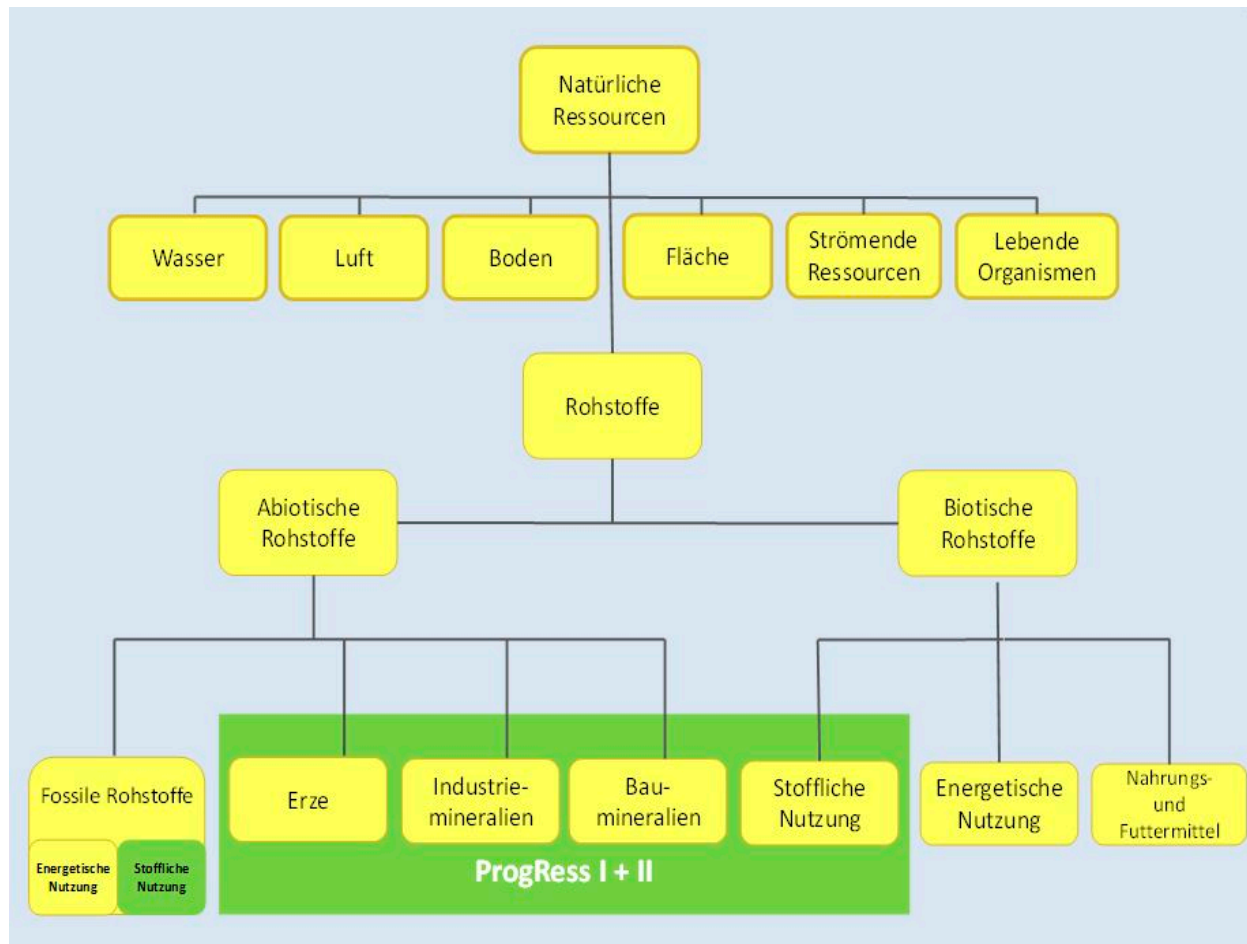 Natürliche
Ressourcen
Wasser
Luft
Boden
Fläche
Strömende
Ressourcen
Lebende
Organismen
Rohstoffe
Abiotische
Rohstoffe
Biotische
Rohstoffe
Fossile Rohstoffe
Energetische
Nutzung
Stoffliche
Nutzung
Erze
Industrie-
mineralien
Bau-
mineralien
Stoffliche
Nutzung
Energetische
Nutzung
Nahrungs-
und
Futtermittel
ProgRess I + II